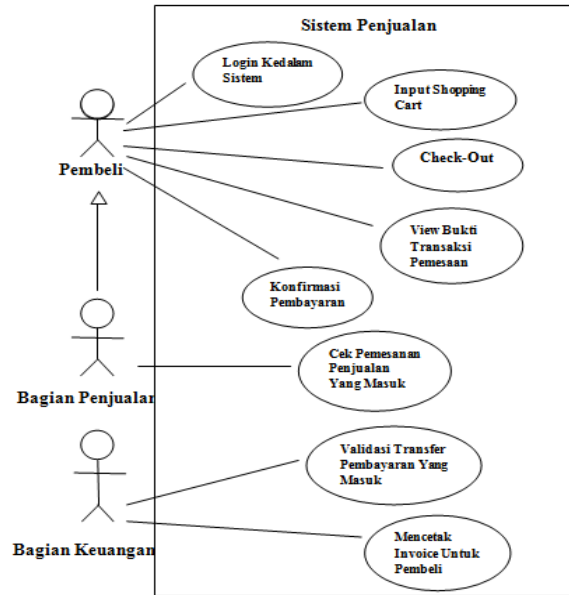 Sistem Penjualan
Login Kedalam
Sistem
Input Shopping
Cart
Check-Out
Pembeli
View Bukti
Transaksi
Pemesaan
Konfirmasi
Pembayaran
Cek Pemesanan
Penjualan
Yang Masuk
Bagian Penjualan
Validasi Transfer
Pembayaran Yang
Masuk
Mencetak
Invoice Untuk
Pembeli
Bagian Keuangan